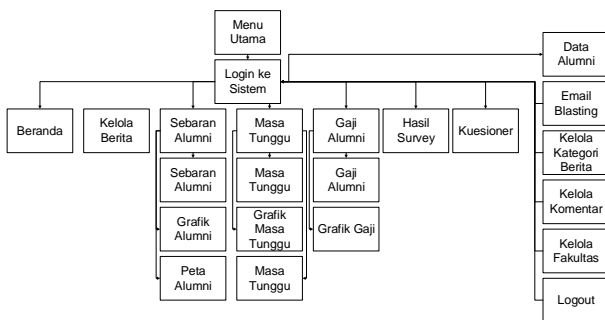 Menu
Utama
Login ke
Sistem
Data
Alumni
Email
Blasting
Kelola
Kategori
Berita
Kelola
Komentar
Kelola
Fakultas
Logout
Beranda
Kelola
Berita
Sebaran
Alumni
Masa
Tunggu
Gaji
Alumni
Hasil
Survey
Kuesioner
Sebaran
Alumni
Masa
Tunggu
Gaji
Alumni
Grafik
Alumni
Grafik
Masa
Tunggu
Grafik Gaji
Peta
Alumni
Masa
Tunggu